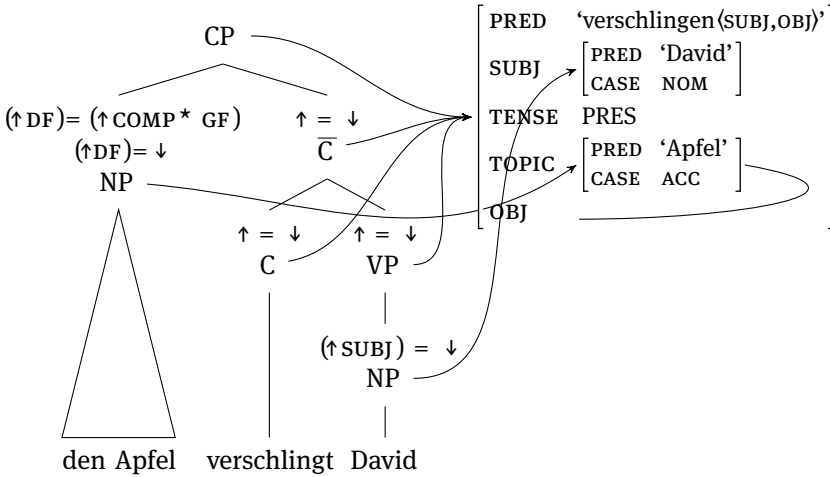 CP
(↑DF)= (↑COMP* GF)
(↑DF)= ↓
NP
↑ = ↓
C̅
↑ = ↓
C
↑ = ↓
VP
(↑SUBJ) = ↓
NP
den Apfel verschlingt David
PRED ‘verschlingen⟨SUBJ,OBJ⟩’
SUBJ
PRED ‘David’
CASE NOM
TENSE PRES
TOPIC
PRED ‘Apfel’
CASE ACC
OBJ